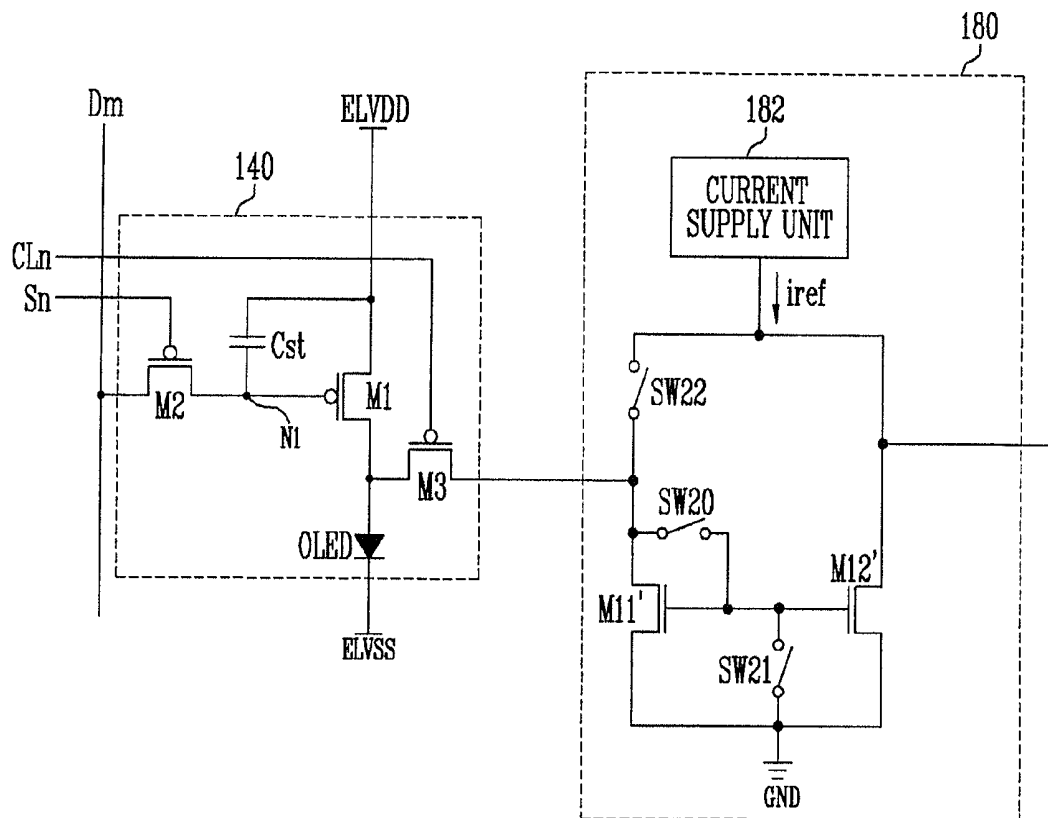 180
Dm
ELVDD
182
140
CURRENT
SUPPLY UNIT
CLn
Sn
iref
Cst
M2
M1
SW22
N1
M3
SW20
OLED
M11'
M12'
SW21
ELVSS
GND